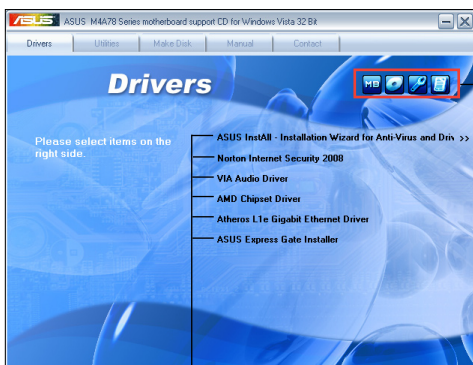 ASUS M4A78 Series motherboard support CD for Windows Vista 32 Bit
Drivers Utilities Make Disk Manual Contact
Drivers
MB
Please select items on the
right side.
ASUS InstAll - Installation Wizard for Anti-Virus and Driv >>
Norton Internet Security 2008
VIA Audio Driver
AMD Chipset Driver
Atheros L1e Gigabit Ethernet Driver
ASUS Express Gate Installer